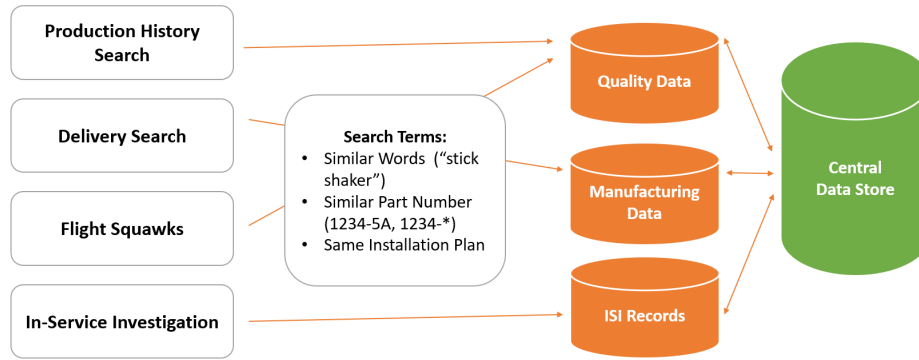 Production History
Search
Delivery Search
Flight Squawks
In-Service Investigation
Search Terms:
• Similar Words (“stick
shaker”)
• Similar Part Number
(1234-5A, 1234-*)
• Same Installation Plan
Quality Data
Manufacturing
Data
ISI Records
Central
Data Store